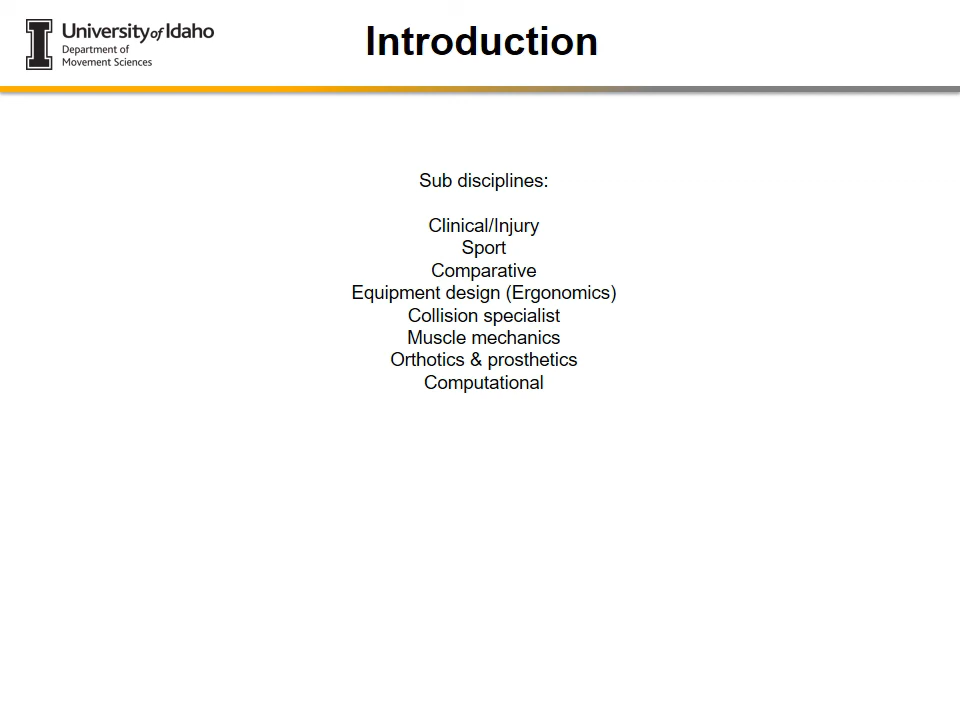 University of Idaho
Department of
Movement Sciences
Introduction
Sub disciplines:
Clinical/Injury
Sport
Comparative
Equipment design (Ergonomics)
Collision specialist
Muscle mechanics
Orthotics & prosthetics
Computational